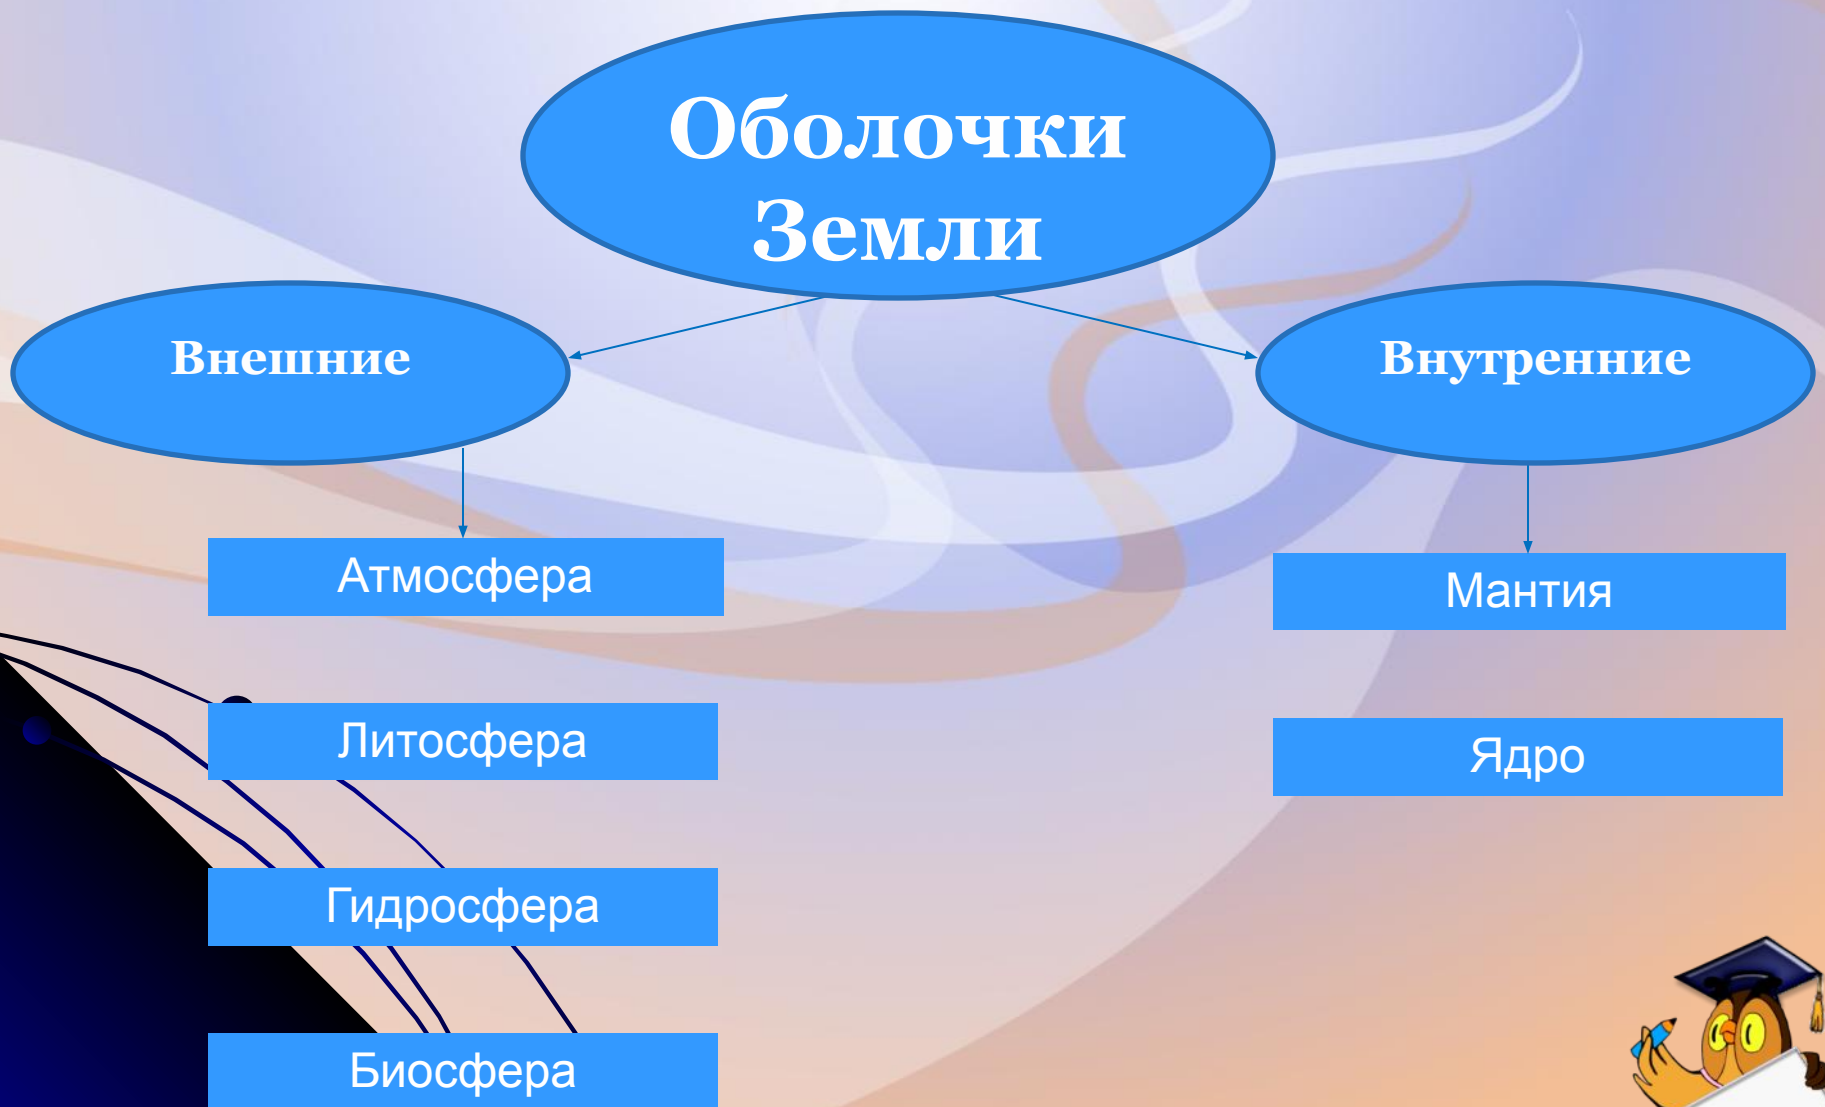 Оболочки
Земли
Внешние
Внутренние
Атмосфера
Мантия
Литосфера
Ядро
Гидросфера
Биосфера